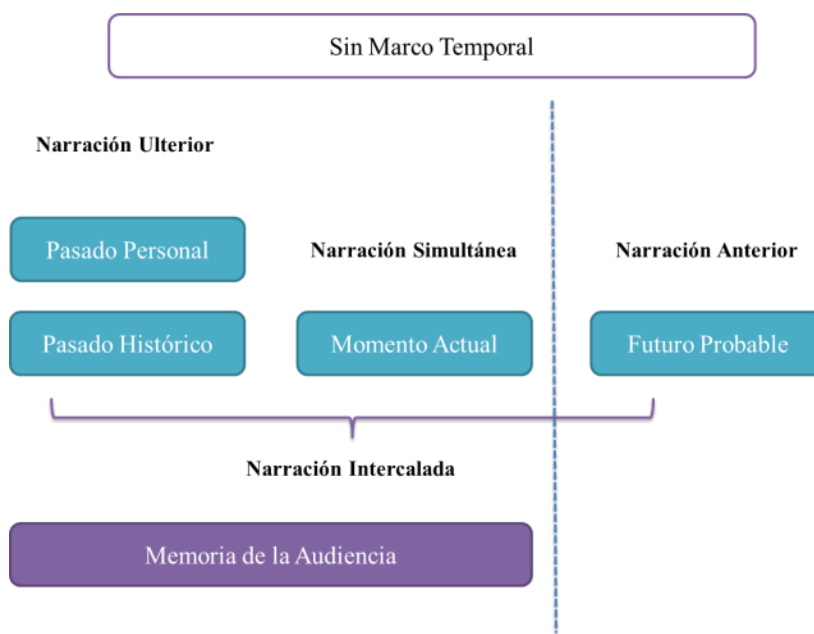 Sin Marco Temporal
Narración Ulterior
Pasado Personal
Narración Simultánea
Narración Anterior
Pasado Histórico
Momento Actual
Futuro Probable
Narración Intercalada
Memoria de la Audiencia